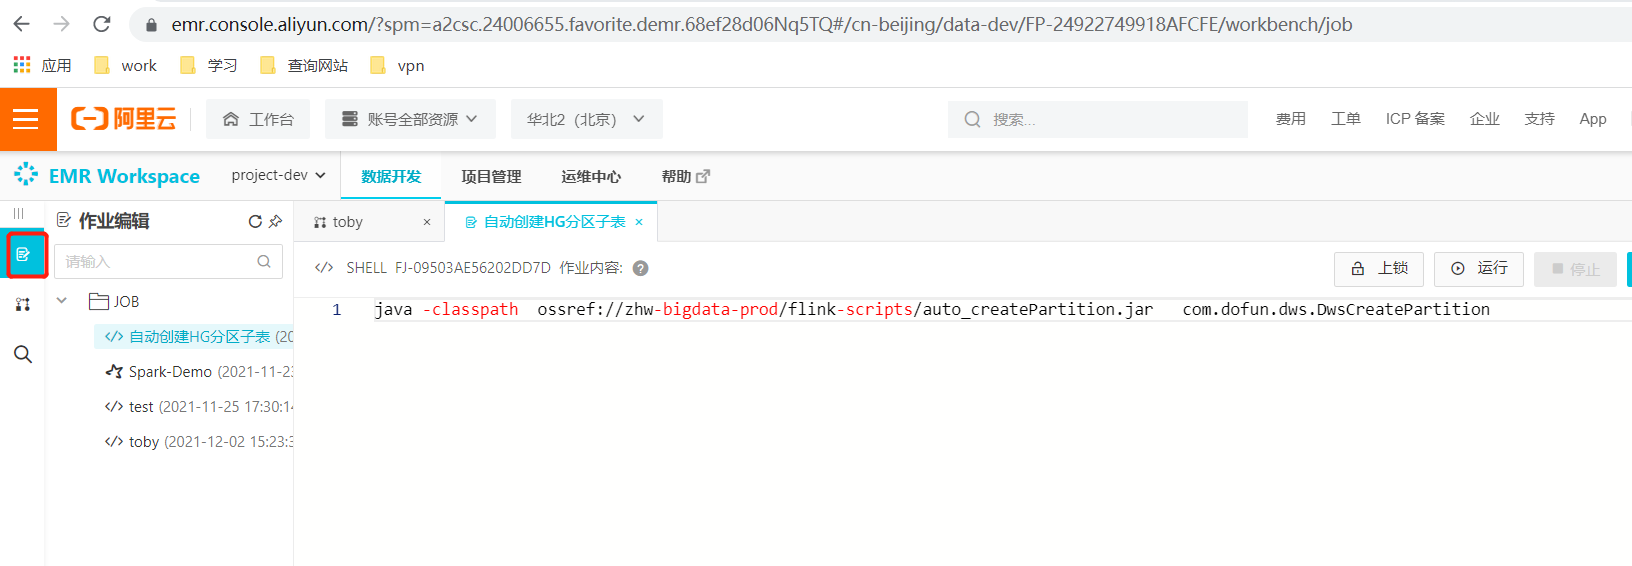 emr.console.aliyun.com/?spm=a2csc.24006655.favorite.demr.68ef28d06Nq5TQ#/cn-beijing/data-dev/FP-24922749918AFCFE/workbench/job
应用 work 学习 查询网站 vpn
阿里云 工作台 账号全部资源 华北2（北京） 搜索... 费用 工单 ICP 备案 企业 支持 App
EMR Workspace project-dev 数据开发 项目管理 运维中心 帮助
作业编辑 toby × 自动创建HG分区子表 ×
请输入 SHELL FJ-09503AE56202DD7D 作业内容: ? 上锁 运行 停止
JOB 1 java -classpath ossref://zhw-bigdata-prod/flink-scripts/auto_createPartition.jar com.dofun.dws.DwsCreatePartition
自动创建HG分区子表 (20
Spark-Demo (2021-11-23
test (2021-11-25 17:30:14
toby (2021-12-02 15:23:3